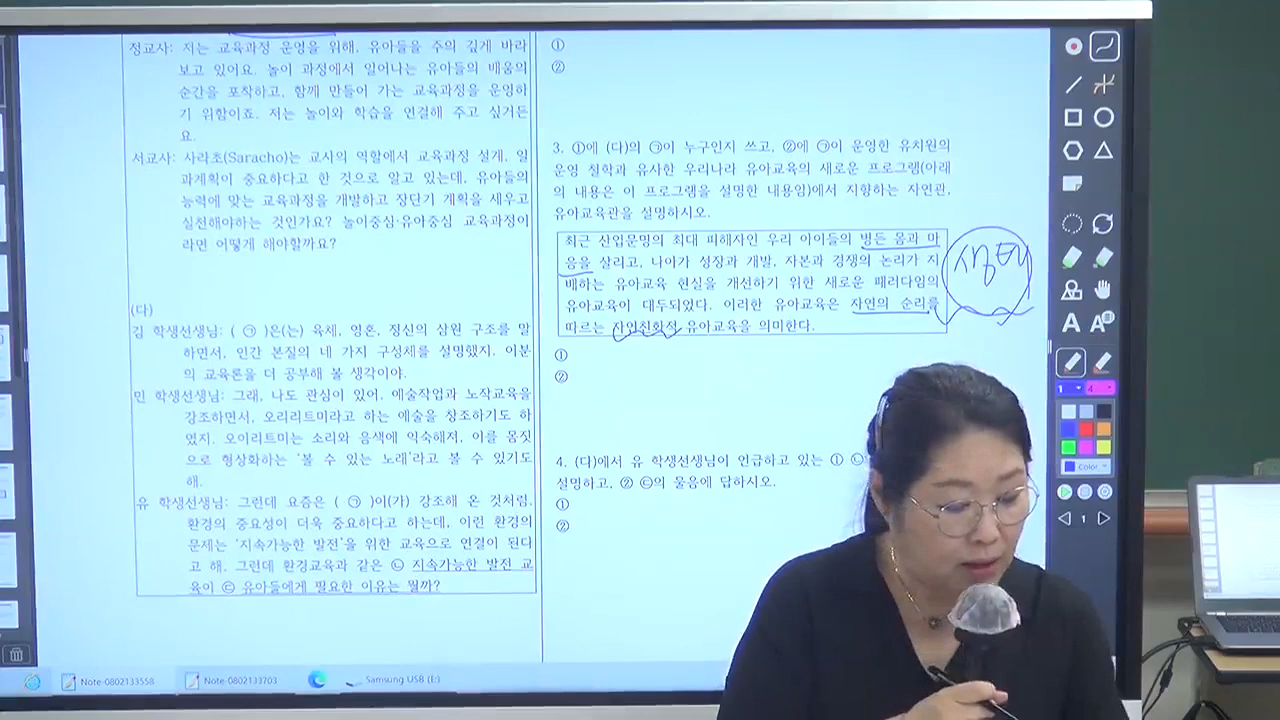 정교사: 저는 교육과정 운영을 위해, 유아들을 주의 깊게 바라
보고 있어요. 놀이 과정에서 일어나는 유아들의 배움의
순간을 포착하고, 함께 만들이 가는 교육과정을 운영하
기 위함이죠. 저는 놀이와 학습을 연결해 주고 싶거든
요.
서교사: 사라초(Saracho)는 교사의 역할에서 교육과정 설계, 일
과계획이 중요하다고 한 것으로 알고 있는데, 유아들의
능력에 맞는 교육과정을 개발하고 장단기 계획을 세우고
실천해야하는 것인가요? 놀이중심·유아중심 교육과정이
라면 어떻게 해야할까요?
(다)
김 학생선생님: ( ㉠ )은(는) 육체, 영혼, 정신의 삼원 구조를 말
하면서, 인간 본질의 네 가지 구성체를 설명했지. 이분
의 교육론을 더 공부해 볼 생각이야.
민 학생선생님: 그래, 나도 관심이 있어. 예술작업과 노작교육을
강조하면서, 오리리트미라고 하는 예술을 창조하기도 하
였지. 오이리트미는 소리와 음색에 익숙해져, 이를 몸짓
으로 형상화하는 '볼 수 있는 노래'라고 볼 수 있기도
해.
유 학생선생님: 그런데 요즘은 ( ㉠ )이(가) 강조해 온 것처럼,
환경의 중요성이 더욱 중요하다고 하는데, 이런 환경의
문제는 '지속가능한 발전'을 위한 교육으로 연결이 된다
고 해, 그런데 환경교육과 같은 ㉡ 지속가능한 발전 교
육이 ㉢ 유아들에게 필요한 이유는 뭘까?
①
②
3. ①에 (다)의 ㉠이 누구인지 쓰고, ②에 ㉠이 운영한 유치원의
운영 철학과 유사한 우리나라 유아교육의 새로운 프로그램(아래
의 내용은 이 프로그램을 설명한 내용임)에서 지향하는 자연관,
유아교육관을 설명하시오.
최근 산업문명의 최대 피해자인 우리 아이들의 병든 몸과 마
음을 살리고, 나아가 성장과 개발, 자본과 경쟁의 논리가 지
배하는 유아교육 현실을 개선하기 위한 새로운 패러다임의
유아교육이 대두되었다. 이러한 유아교육은 자연의 순리를
따르는 자연친화적 유아교육을 의미한다.
생태
①
②
4. (다)에서 유 학생선생님이 언급하고 있는 ① ㉡
설명하고, ② ㉢의 물음에 답하시오.
①
②
Note-0802133558
Note-0802133703
Samsung USB (E:)
1
4
Color
1